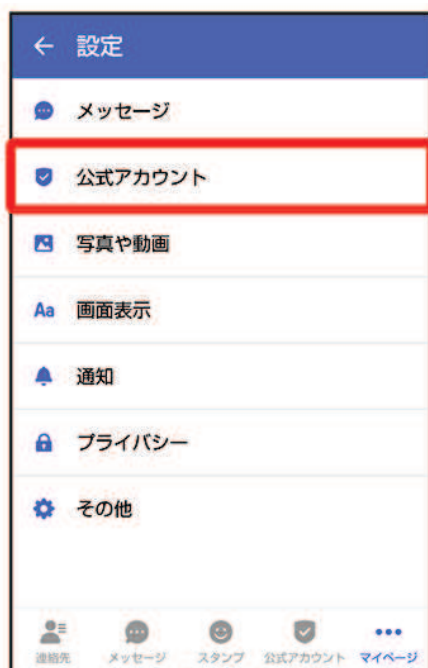 ← 設定
メッセージ
公式アカウント
写真や動画
Aa 画面表示
通知
プライバシー
その他
連絡先 メッセージ スタンプ 公式アカウント マイページ